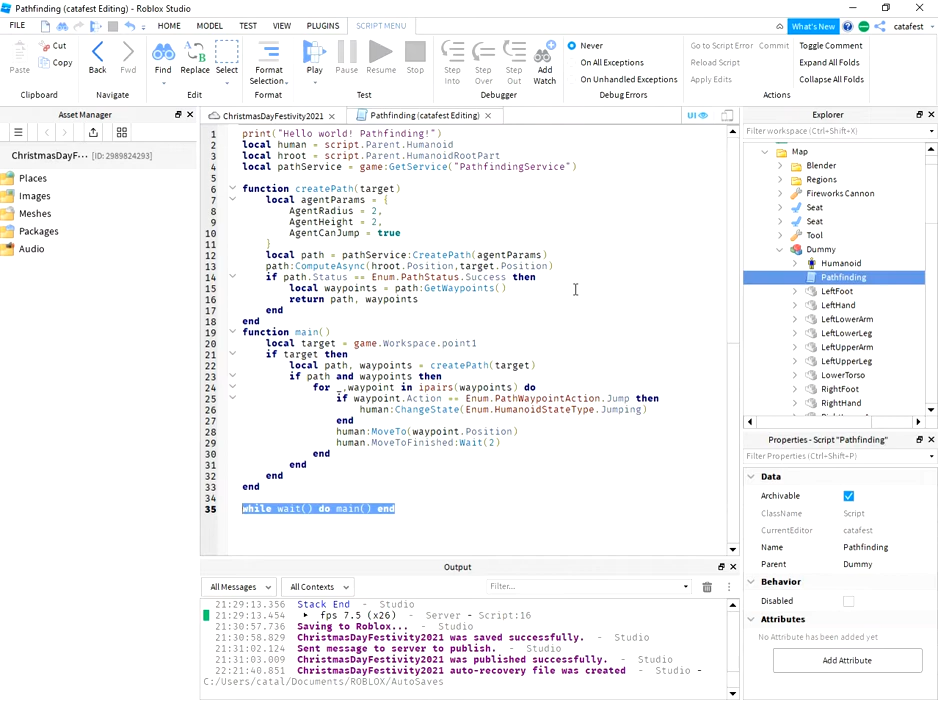 Pathfinding (catafest Editing) - Roblox Studio
FILE HOME MODEL TEST VIEW PLUGINS SCRIPT MENU What's New catafest
Paste Cut Copy Back Fwd Find Replace Select Format Selection Play Pause Resume Stop Step Into Step Over Step Out Add Watch
Never
On All Exceptions
On Unhandled Exceptions
Go to Script Error Commit Toggle Comment
Reload Script Expand All Folds
Apply Edits Collapse All Folds
Clipboard Navigate Edit Format Test Debugger Debug Errors Actions
Asset Manager
ChristmasDayF... [ID: 2989824293]
Places
Images
Meshes
Packages
Audio
ChristmasDayFestivity2021 Pathfinding (catafest Editing) UI
1 print("Hello world! Pathfinding!")
2 local human = script.Parent.Humanoid
3 local hroot = script.Parent.HumanoidRootPart
4 local pathService = game:GetService("PathfindingService")
5
6 function createPath(target)
7 local agentParams = {
8 AgentRadius = 2,
9 AgentHeight = 2,
10 AgentCanJump = true
11 }
12 local path = pathService:CreatePath(agentParams)
13 path:ComputeAsync(hroot.Position,target.Position)
14 if path.Status == Enum.PathStatus.Success then
15 local waypoints = path:GetWaypoints()
16 return path, waypoints
17 end
18 end
19 function main()
20 local target = game.Workspace.point1
21 if target then
22 local path, waypoints = createPath(target)
23 if path and waypoints then
24 for _,waypoint in ipairs(waypoints) do
25 if waypoint.Action == Enum.PathWaypointAction.Jump then
26 human:ChangeState(Enum.HumanoidStateType.Jumping)
27 end
28 human:MoveTo(waypoint.Position)
29 human.MoveToFinished:Wait(2)
30 end
31 end
32 end
33 end
34
35 while wait() do main() end
Output
All Messages All Contexts Filter...
21:29:13.356 Stack End - Studio
21:29:13.454 fps 7.5 (x26) - Server - Script:16
21:30:57.736 Saving to Roblox... - Studio
21:30:58.829 ChristmasDayFestivity2021 was saved successfully. - Studio
21:31:02.124 Sent message to server to publish. - Studio
21:31:03.009 ChristmasDayFestivity2021 was published successfully. - Studio
22:21:40.851 ChristmasDayFestivity2021 auto-recovery file was created - Studio -
C:/Users/catal/Documents/ROBLOX/AutoSaves
Explorer
Filter workspace (Ctrl+Shift+X)
Map
Blender
Regions
Fireworks Cannon
Seat
Seat
Tool
Dummy
Humanoid
Pathfinding
LeftFoot
LeftHand
LeftLowerArm
LeftLowerLeg
LeftUpperArm
LeftUpperLeg
LowerTorso
RightFoot
RightHand
Properties - Script "Pathfinding"
Filter Properties (Ctrl+Shift+P)
Data
Archivable
ClassName Script
CurrentEditor catafest
Name Pathfinding
Parent Dummy
Behavior
Disabled
Attributes
No Attribute has been added yet
Add Attribute